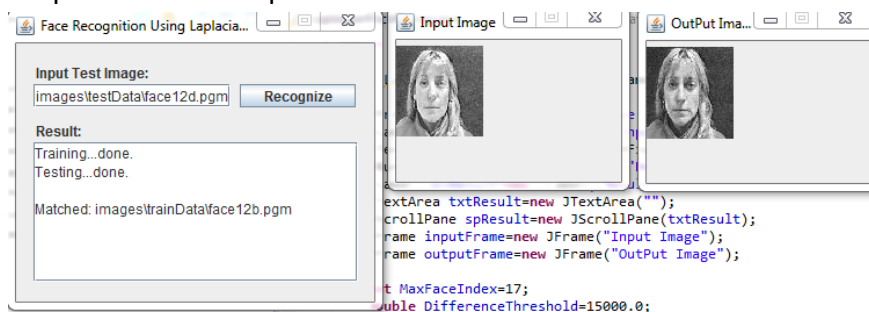 Face Recognition Using Laplacia...
Input Test Image:
images\testData\face12d.pgm
Recognize
Result:
Training...done.
Testing...done.
Matched: images\trainData\face12b.pgm
Input Image
OutPut Ima...
extArea txtResult=new JTextArea("");
crollPane spResult=new JScrollPane(txtResult);
rame inputFrame=new JFrame("Input Image");
rame outputFrame=new JFrame("OutPut Image");
t MaxFaceIndex=17;
uble DifferenceThreshold=15000.0;